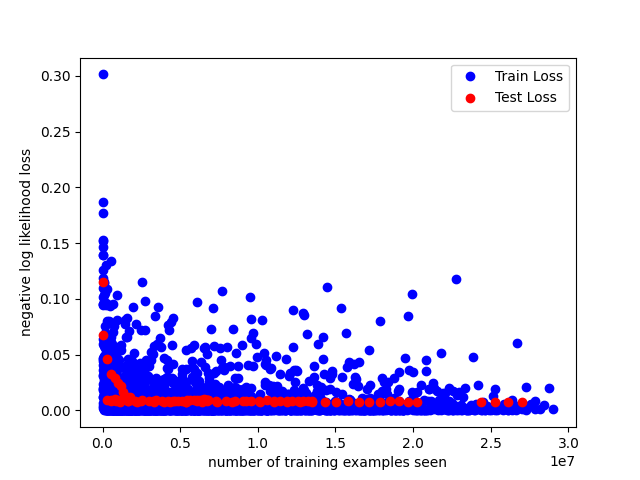 Train Loss
Test Loss
negative log likelihood loss
0.30
0.25
0.20
0.15
0.10
0.05
0.00
0.0 0.5 1.0 1.5 2.0 2.5 3.0
1e7
number of training examples seen